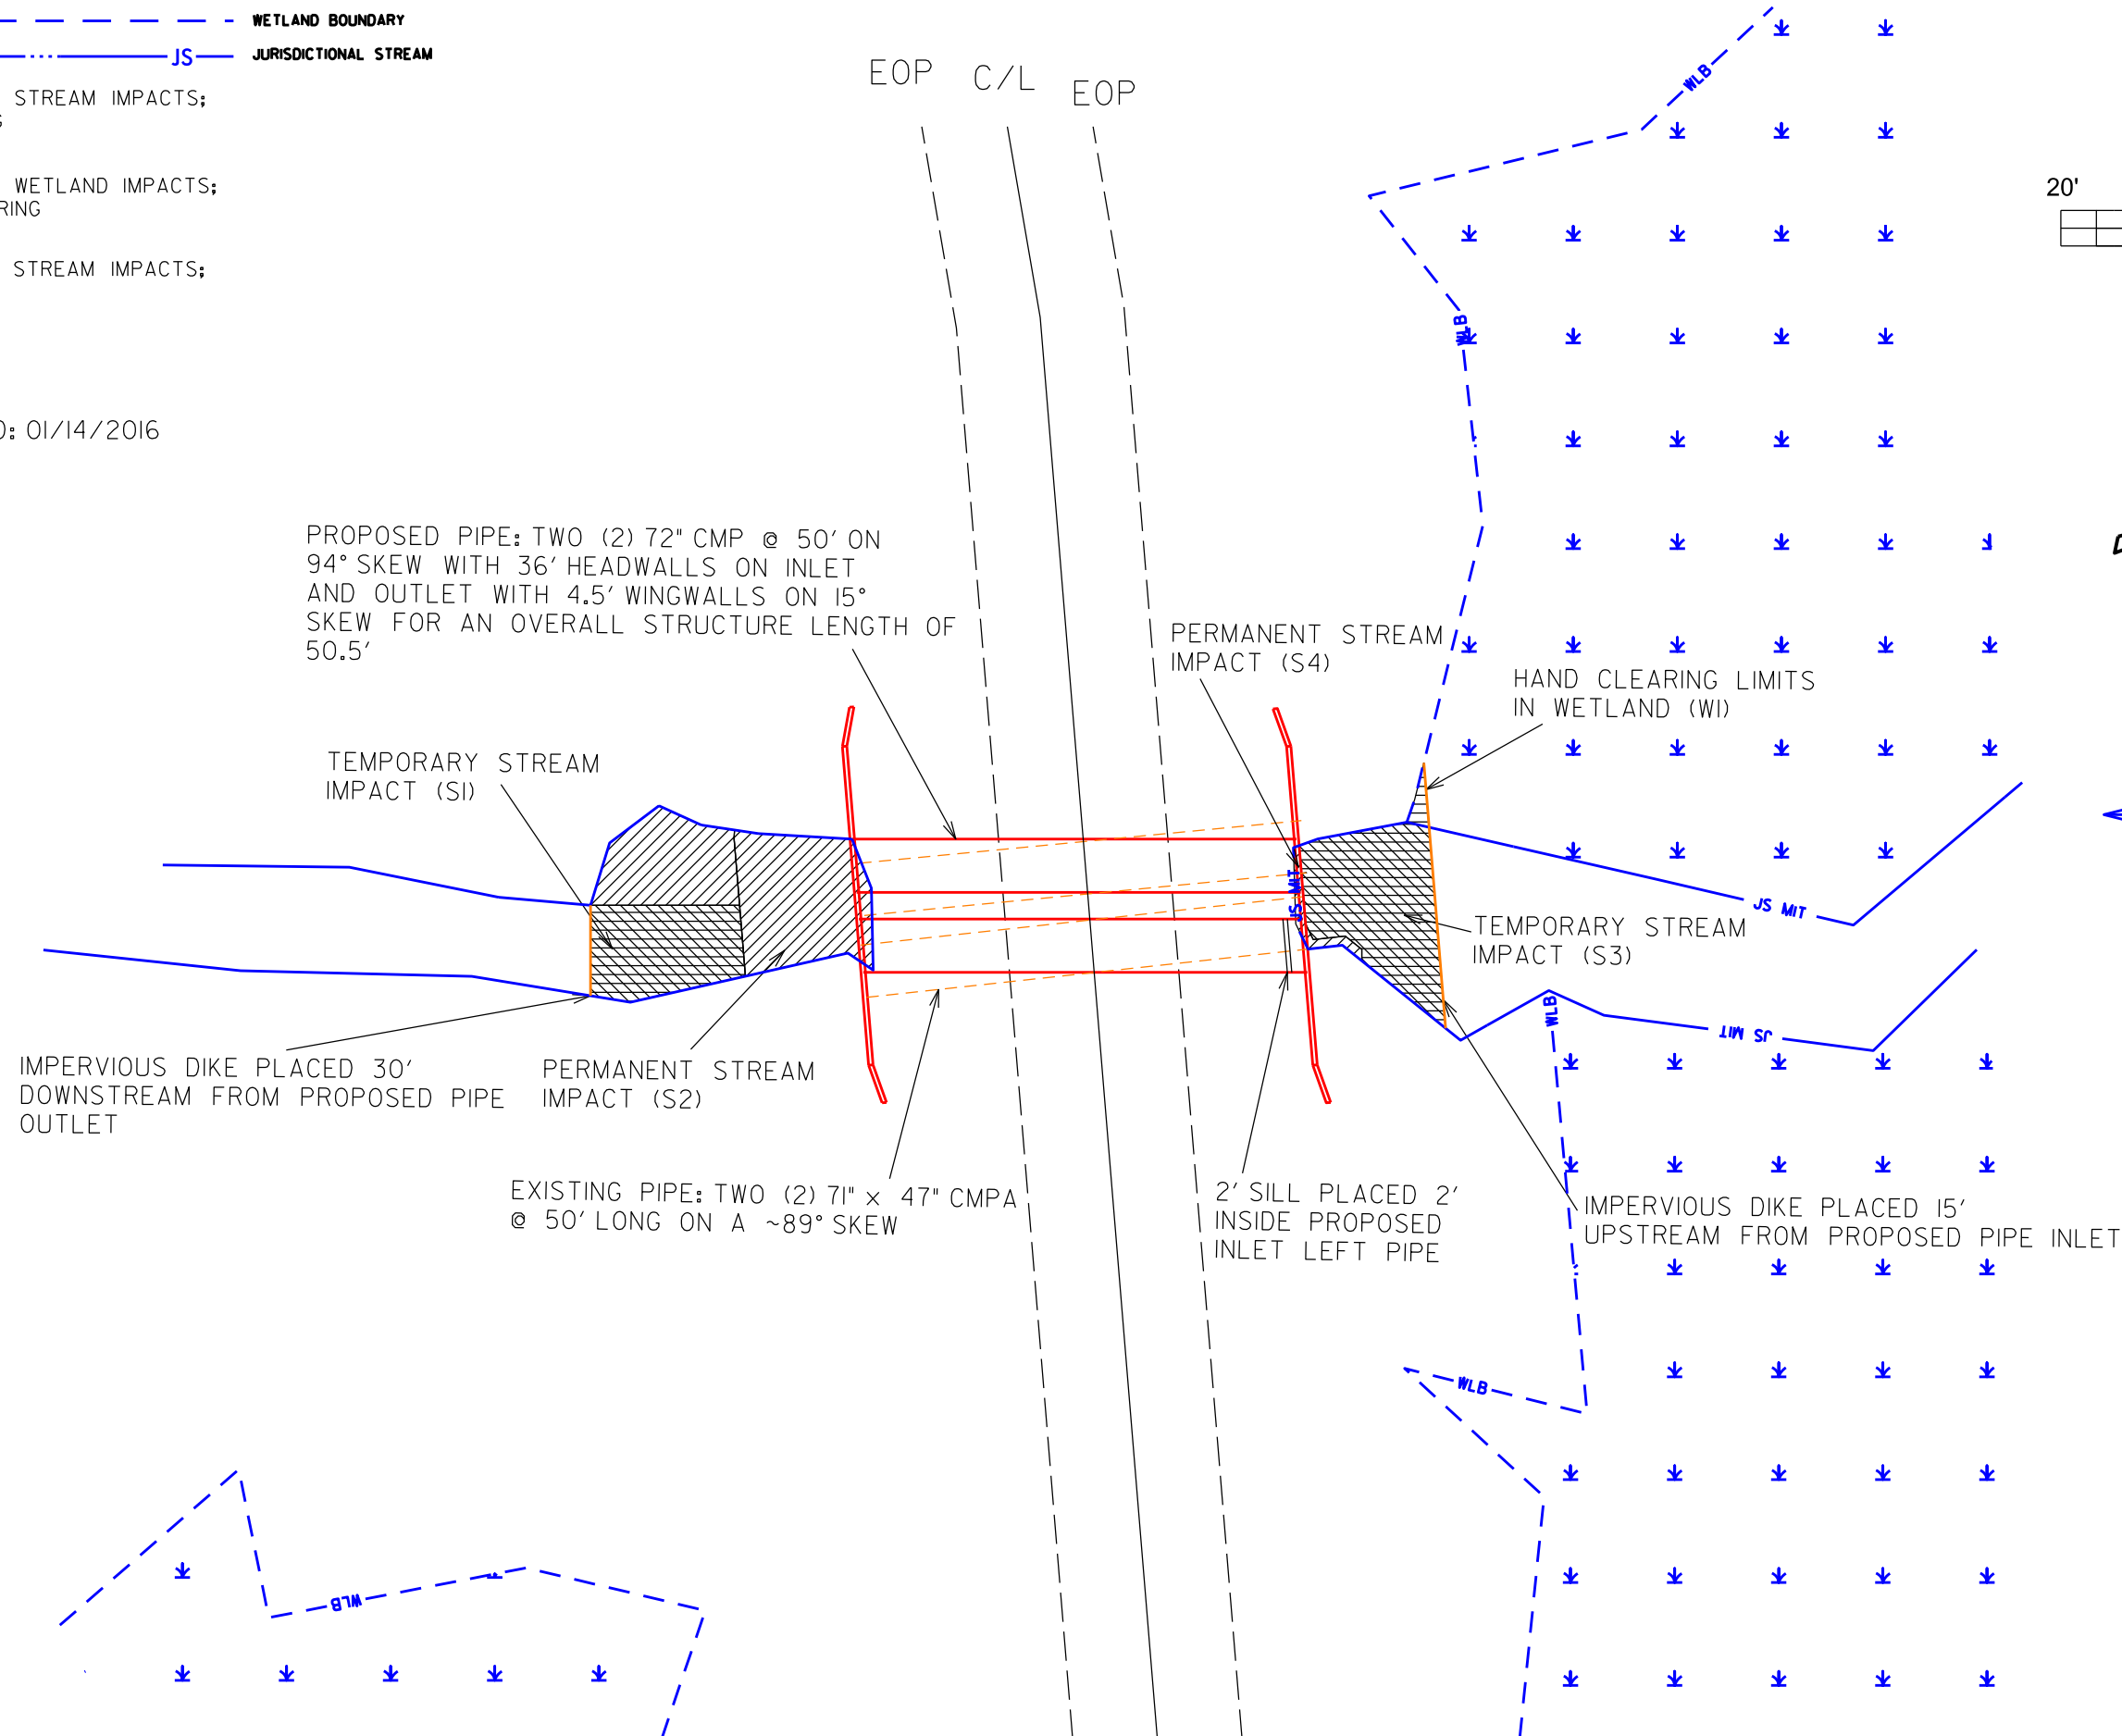 WETLAND BOUNDARY
JS
JURISDICTIONAL STREAM
STREAM IMPACTS;
WETLAND IMPACTS;
RING
STREAM IMPACTS;
D: 01/14/2016
EOP C/L EOP
WLB
20'
WLB
PROPOSED PIPE: TWO (2) 72" CMP @ 50' ON
94° SKEW WITH 36' HEADWALLS ON INLET
AND OUTLET WITH 4.5' WINGWALLS ON 15°
SKEW FOR AN OVERALL STRUCTURE LENGTH OF
50.5'
PERMANENT STREAM
IMPACT (S4)
HAND CLEARING LIMITS
IN WETLAND (W1)
TEMPORARY STREAM
IMPACT (S1)
JS MIT
JS MIT
TEMPORARY STREAM
IMPACT (S3)
WLB
JS MIT
IMPERVIOUS DIKE PLACED 30'
DOWNSTREAM FROM PROPOSED PIPE
OUTLET
PERMANENT STREAM
IMPACT (S2)
EXISTING PIPE: TWO (2) 71" x 47" CMPA
@ 50' LONG ON A ~89° SKEW
2' SILL PLACED 2'
INSIDE PROPOSED
INLET LEFT PIPE
IMPERVIOUS DIKE PLACED 15'
UPSTREAM FROM PROPOSED PIPE INLET
WLB
WLB